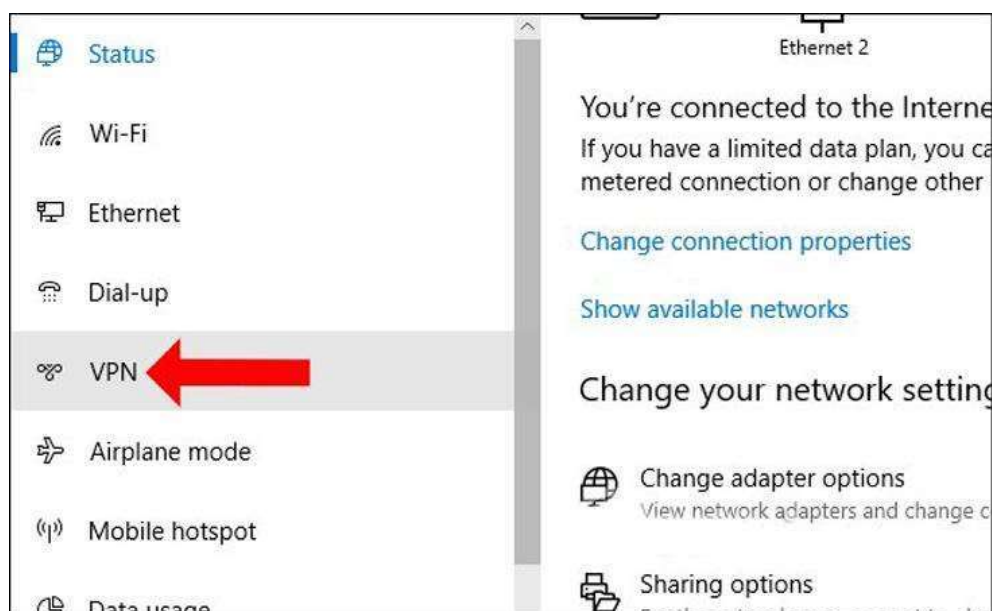 Status
Wi-Fi
Ethernet
Dial-up
VPN
Airplane mode
Mobile hotspot
Data usage
Ethernet 2
You're connected to the Interne
If you have a limited data plan, you ca
metered connection or change other
Change connection properties
Show available networks
Change your network setting
Change adapter options
View network adapters and change c
Sharing options